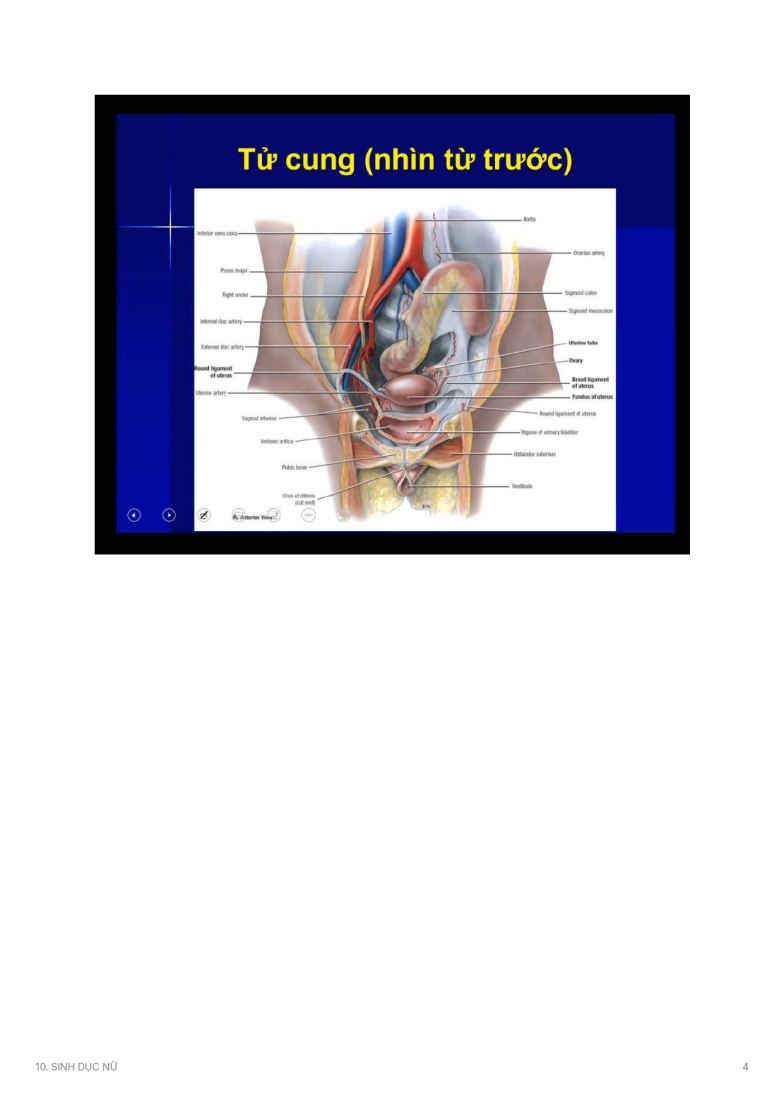 Tử cung (nhìn từ trước)
Aorta
Inferior vena cava
Ovarian artery
Psoas major
Right ureter
Sigmoid colon
Sigmoid mesocolon
Internal iliac artery
External iliac artery
Uterine tube
Ovary
Round ligament
of uterus
Broad ligament
of uterus
Uterine artery
Fundus of uterus
Vaginal arteries
Round ligament of uterus
Ureteric orifice
Trigone of urinary bladder
Obturator externus
Pubic bone
Vestibule
Crus of clitoris
(cut end)
A. Anterior View
10. SINH DỤC NỮ
4